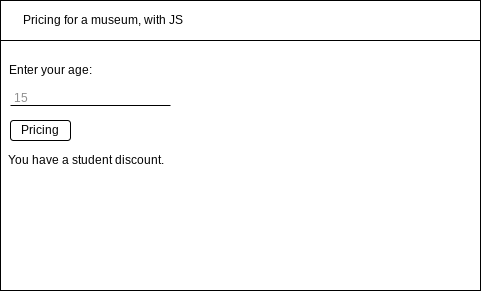 Pricing for a museum, with JS
Enter your age:
15
Pricing
You have a student discount.